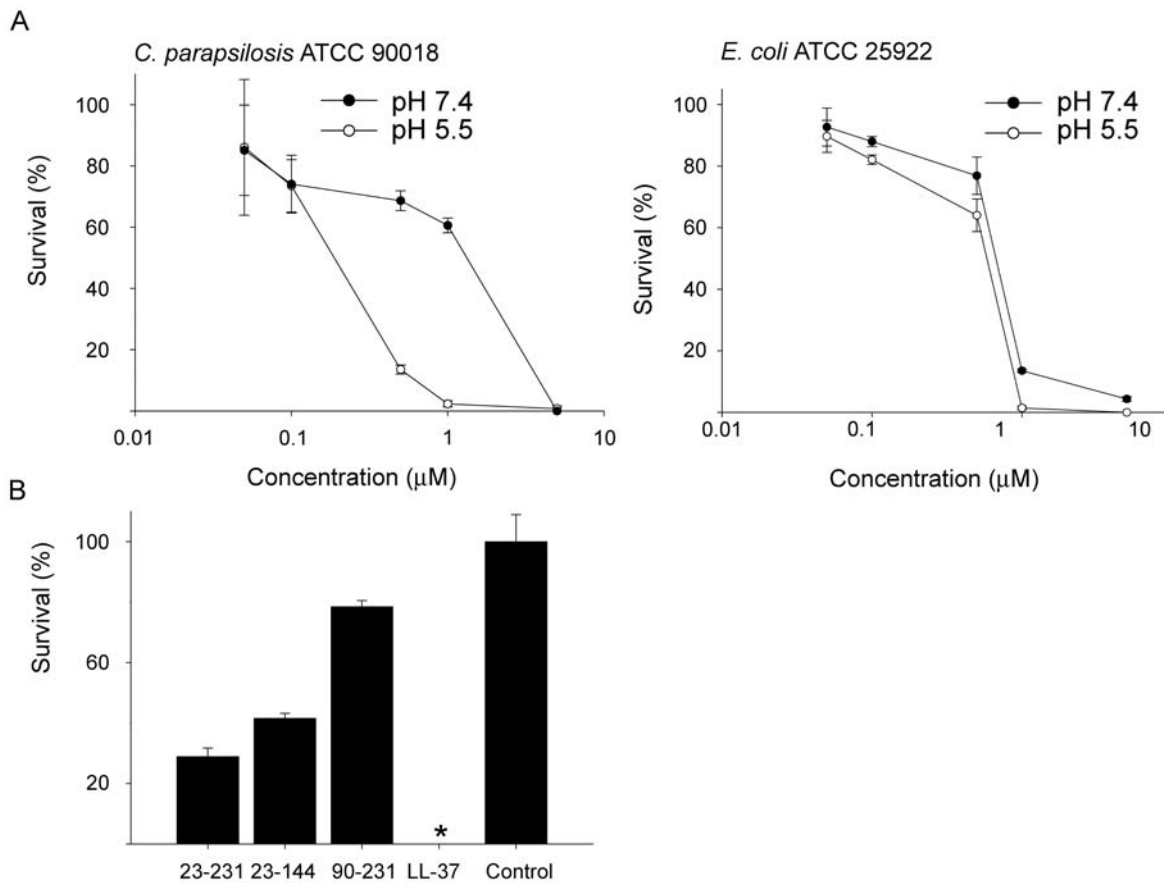 A
C. parapsilosis ATCC 90018
E. coli ATCC 25922
pH 7.4
pH 5.5
pH 7.4
pH 5.5
Survival (%)
100
80
60
40
20
0.01 0.1 1 10
Concentration (μM)
Survival (%)
100
80
60
40
20
0.01 0.1 1 10
Concentration (μM)
B
Survival (%)
100
60
20
*
23-231 23-144 90-231 LL-37 Control